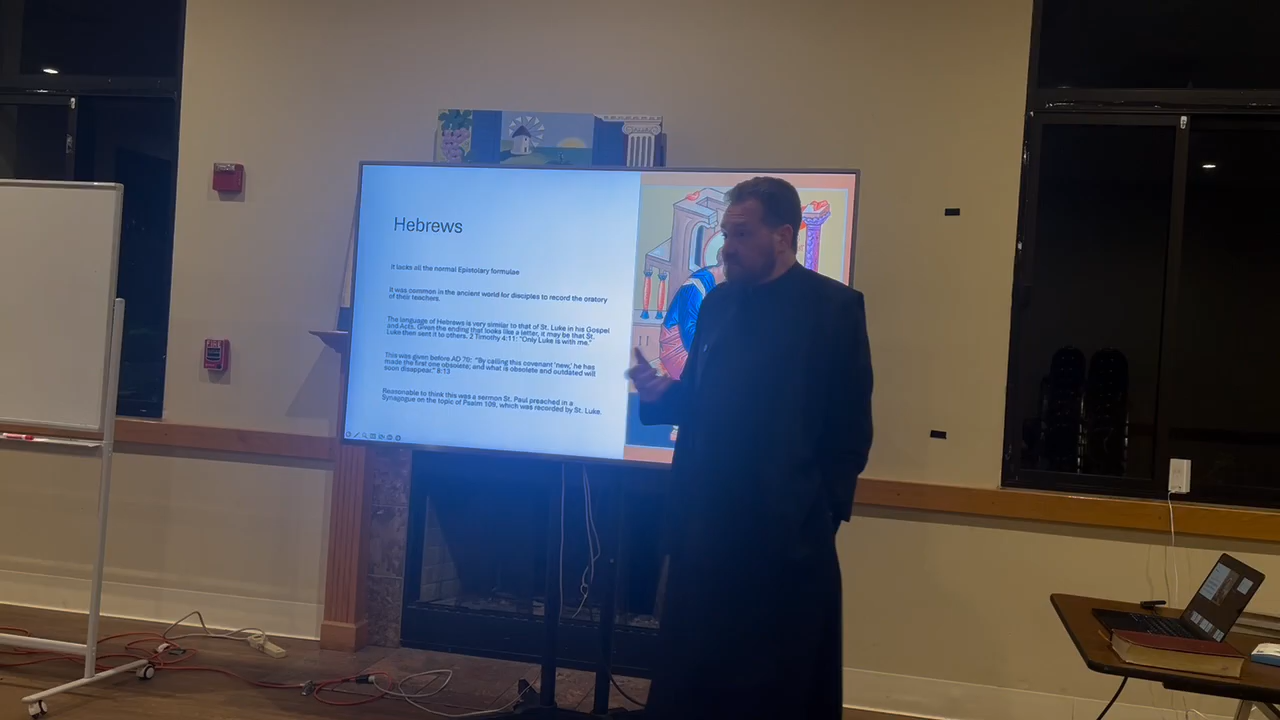 Hebrews
It lacks all the normal Epistolary formulae
It was common in the ancient world for disciples to record the oratory
of their teachers.
The language of Hebrews is very similar to that of St. Luke in his Gospel
and Acts. Given the ending that looks like a letter, it may be that St.
Luke then sent it to others. 2 Timothy 4:11: "Only Luke is with me."
This was given before AD 70: "By calling this covenant 'new,' he has
made the first one obsolete; and what is obsolete and outdated will
soon disappear." 8:13
Reasonable to think this was a sermon St. Paul preached in a
Synagogue on the topic of Psalm 109, which was recorded by St. Luke.